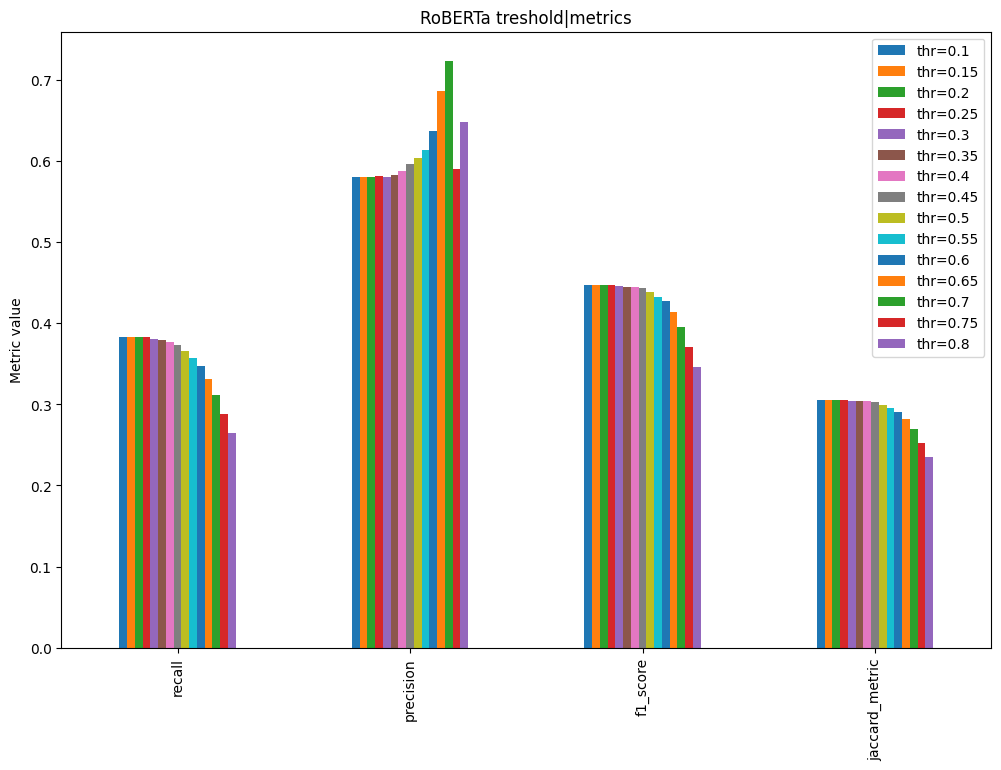 RoBERTa treshold|metrics
Metric value
0.7
0.6
0.5
0.4
0.3
0.2
0.1
0.0
recall
precision
f1_score
jaccard_metric
thr=0.1
thr=0.15
thr=0.2
thr=0.25
thr=0.3
thr=0.35
thr=0.4
thr=0.45
thr=0.5
thr=0.55
thr=0.6
thr=0.65
thr=0.7
thr=0.75
thr=0.8